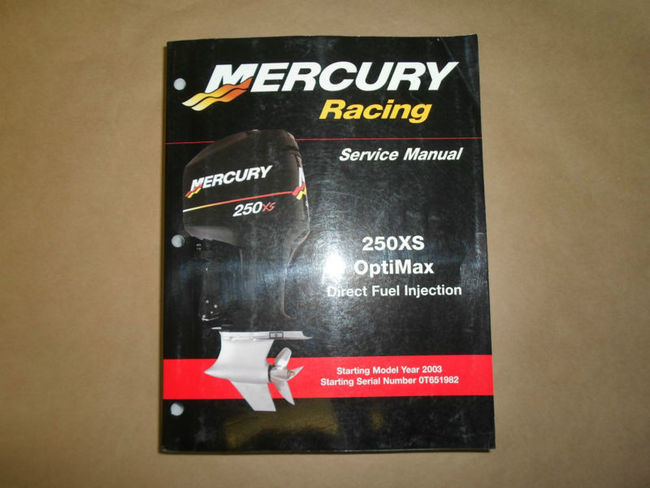 MERCURY
Racing
Service Manual
MERCURY
250XS
250XS
OptiMax
Direct Fuel Injection
Starting Model Year 2003
Starting Serial Number 0T651982